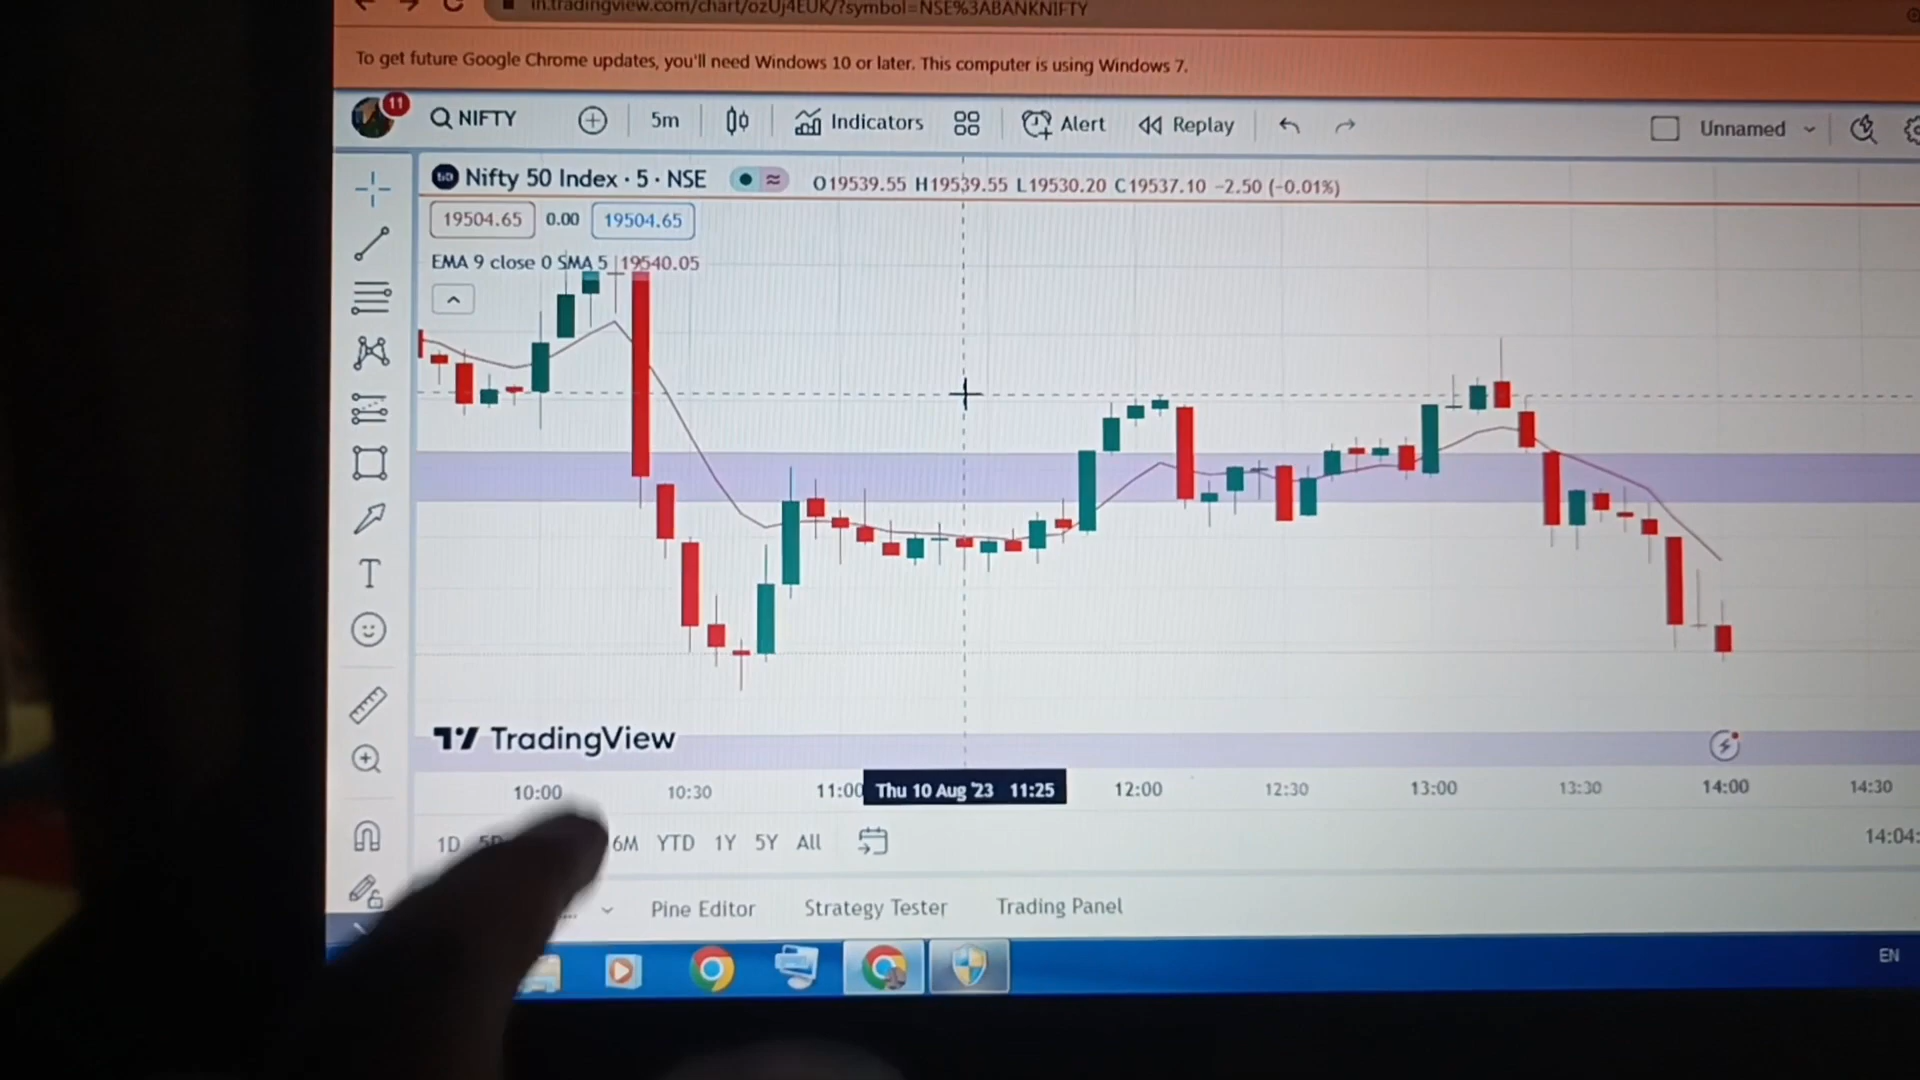 in.tradingview.com/chart/ozUj4EUK/?symbol=NSE%3ABANKNIFTY
To get future Google Chrome updates, you'll need Windows 10 or later. This computer is using Windows 7.
11
NIFTY
5m
Indicators
Alert
Replay
Unnamed
50
Nifty 50 Index · 5 · NSE
O19539.55 H19539.55 L19530.20 C19537.10 −2.50 (−0.01%)
19504.65 0.00 19504.65
EMA 9 close 0 SMA 5 19540.05
T
TradingView
10:00 10:30 11:00 Thu 10 Aug '23 11:25 12:00 12:30 13:00 13:30 14:00 14:30
1D 5D 6M YTD 1Y 5Y All
14:04:
Pine Editor Strategy Tester Trading Panel
EN